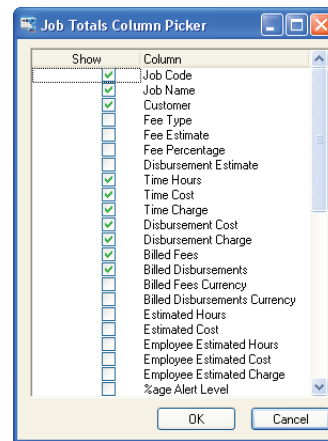 Job Totals Column Picker
Show Column
Job Code
Job Name
Customer
Fee Type
Fee Estimate
Fee Percentage
Disbursement Estimate
Time Hours
Time Cost
Time Charge
Disbursement Cost
Disbursement Charge
Billed Fees
Billed Disbursements
Billed Fees Currency
Billed Disbursements Currency
Estimated Hours
Estimated Cost
Employee Estimated Hours
Employee Estimated Cost
Employee Estimated Charge
%age Alert Level
OK Cancel